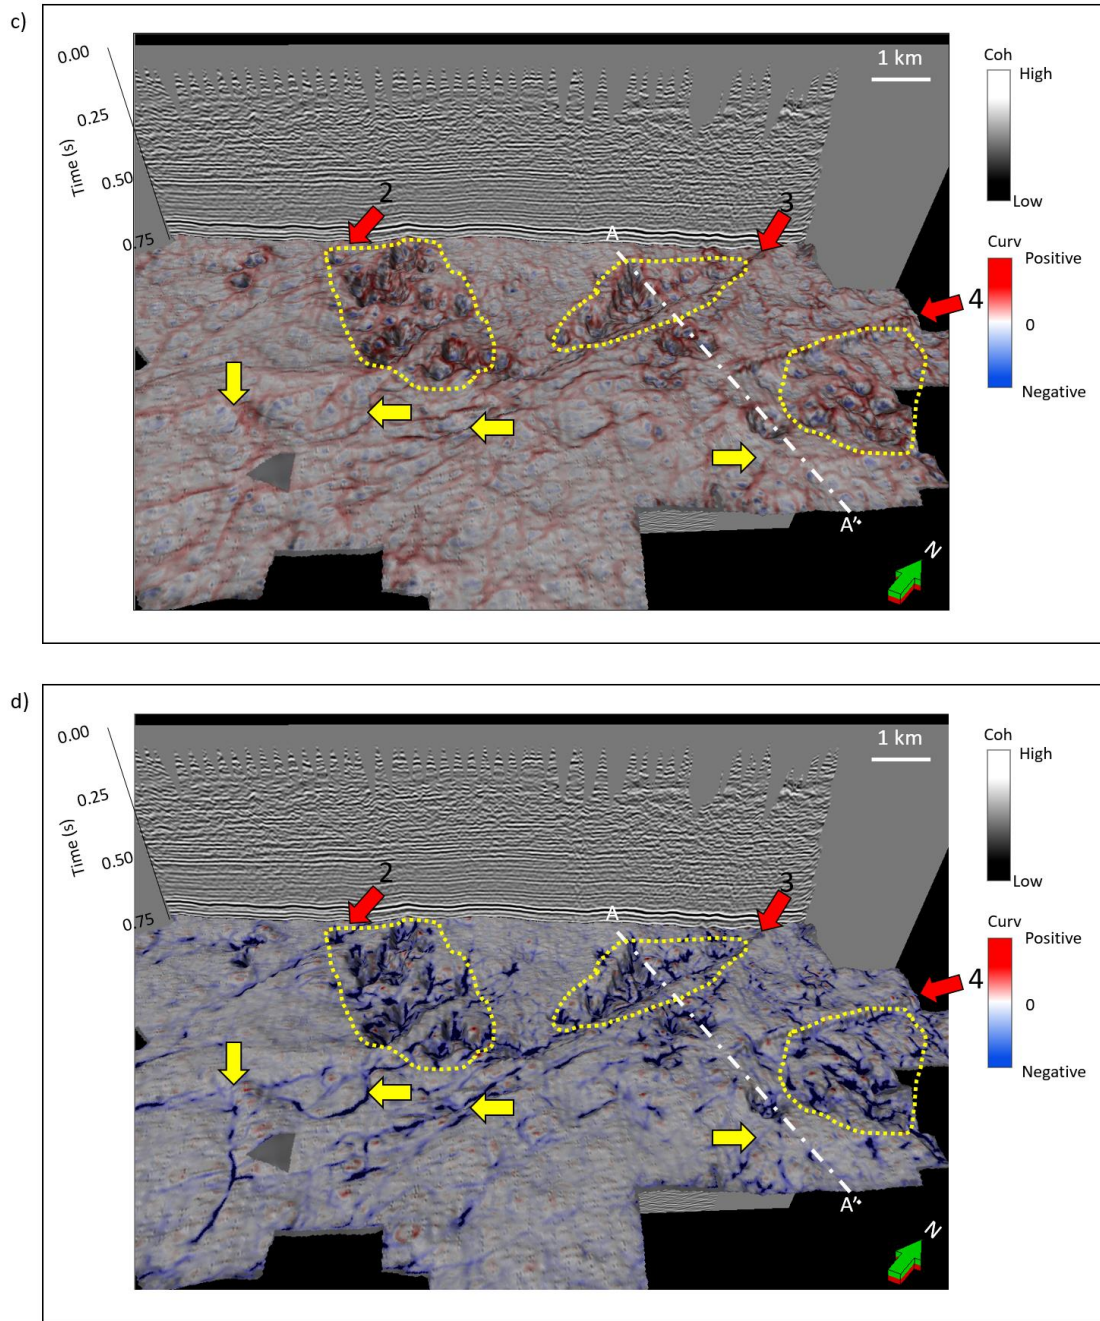 c)
0.00
0.25
0.50
0.75
Time (s)
1 km
2
3
4
A
A'
N
Coh
High
Low
Curv
Positive
0
Negative
d)
0.00
0.25
0.50
0.75
Time (s)
1 km
2
3
4
A
A'
N
Coh
High
Low
Curv
Positive
0
Negative